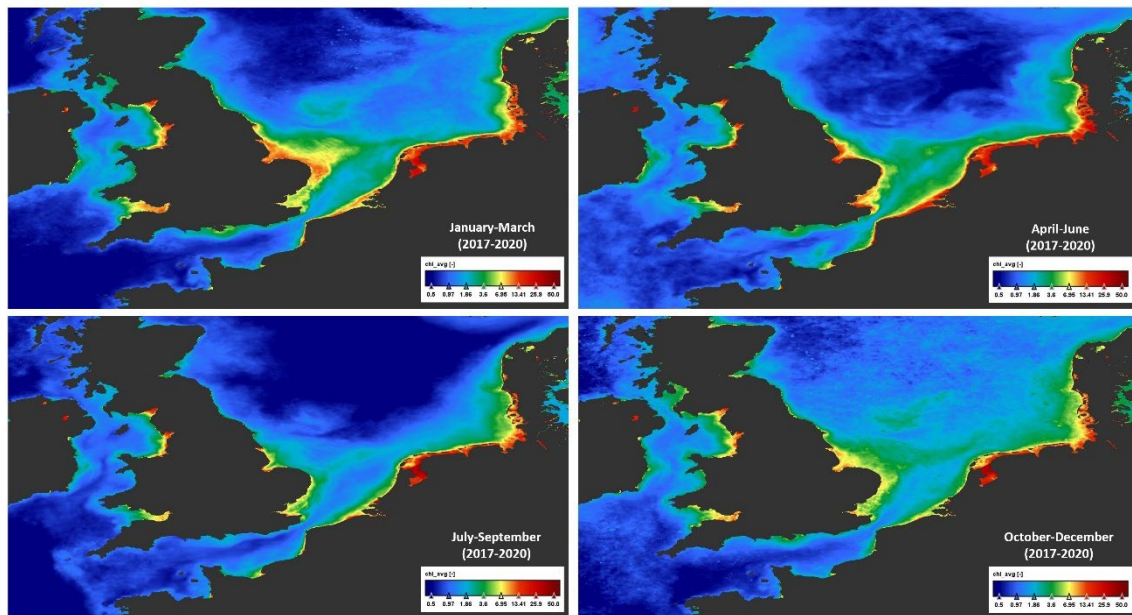 January-March
(2017-2020)
chl_avg [-]
0.5 0.97 1.86 3.6 6.95 13.41 25.9 50.0
April-June
(2017-2020)
chl_avg [-]
0.5 0.97 1.86 3.6 6.95 13.41 25.9 50.0
July-September
(2017-2020)
chl_avg [-]
0.5 0.97 1.86 3.6 6.95 13.41 25.9 50.0
October-December
(2017-2020)
chl_avg [-]
0.5 0.97 1.86 3.6 6.95 13.41 25.9 50.0